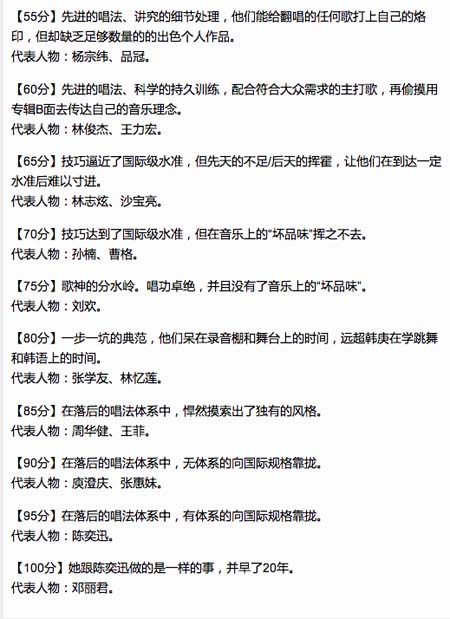 【55分】先进的唱法、讲究的细节处理，他们能给翻唱的任何歌打上自己的烙
印，但却缺乏足够数量的的出色个人作品。
代表人物：杨宗纬、品冠。
【60分】先进的唱法、科学的持久训练，配合符合大众需求的主打歌，再偷摸用
专辑B面去传达自己的音乐理念。
代表人物：林俊杰、王力宏。
【65分】技巧逼近了国际级水准，但先天的不足/后天的挥霍，让他们在到达一定
水准后难以寸进。
代表人物：林志炫、沙宝亮。
【70分】技巧达到了国际级水准，但在音乐上的“坏品味”挥之不去。
代表人物：孙楠、曹格。
【75分】歌神的分水岭。唱功卓绝，并且没有了音乐上的“坏品味”。
代表人物：刘欢。
【80分】一步一坑的典范，他们呆在录音棚和舞台上的时间，远超韩庚在学跳舞
和韩语上的时间。
代表人物：张学友、林忆莲。
【85分】在落后的唱法体系中，悍然摸索出了独有的风格。
代表人物：周华健、王菲。
【90分】在落后的唱法体系中，无体系的向国际规格靠拢。
代表人物：庾澄庆、张惠妹。
【95分】在落后的唱法体系中，有体系的向国际规格靠拢。
代表人物：陈奕迅。
【100分】她跟陈奕迅做的是一样的事，并早了20年。
代表人物：邓丽君。